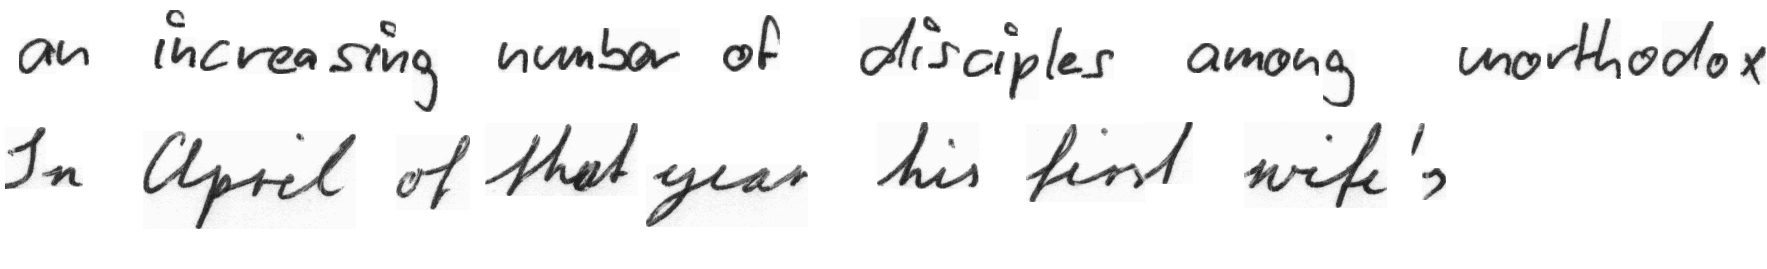 an increasing number of disciples among unorthodox
In April of that year his first wife's